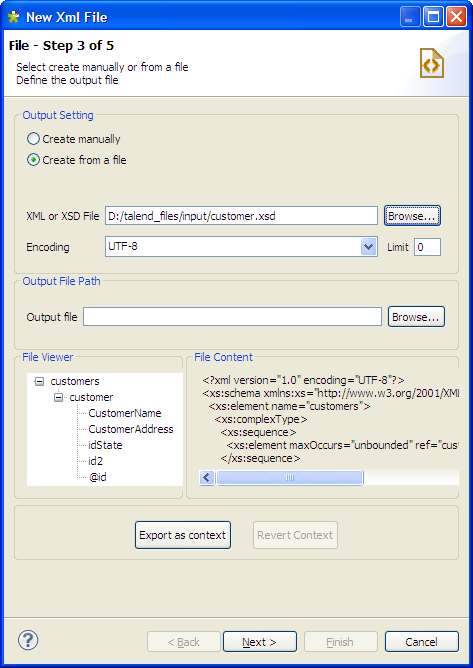 New Xml File
File - Step 3 of 5
Select create manually or from a file
Define the output file
Output Setting
Create manually
Create from a file
XML or XSD File D:/talend_files/input/customer.xsd Browse...
Encoding UTF-8 Limit 0
Output File Path
Output file Browse...
File Viewer
customers
customer
CustomerName
CustomerAddress
idState
id2
@id
File Content
<?xml version="1.0" encoding="UTF-8"?>
<xs:schema xmlns:xs="http://www.w3.org/2001/XML
<xs:element name="customers">
<xs:complexType>
<xs:sequence>
<xs:element maxOccurs="unbounded" ref="cus
</xs:sequence>
Export as context Revert Context
< Back Next > Finish Cancel